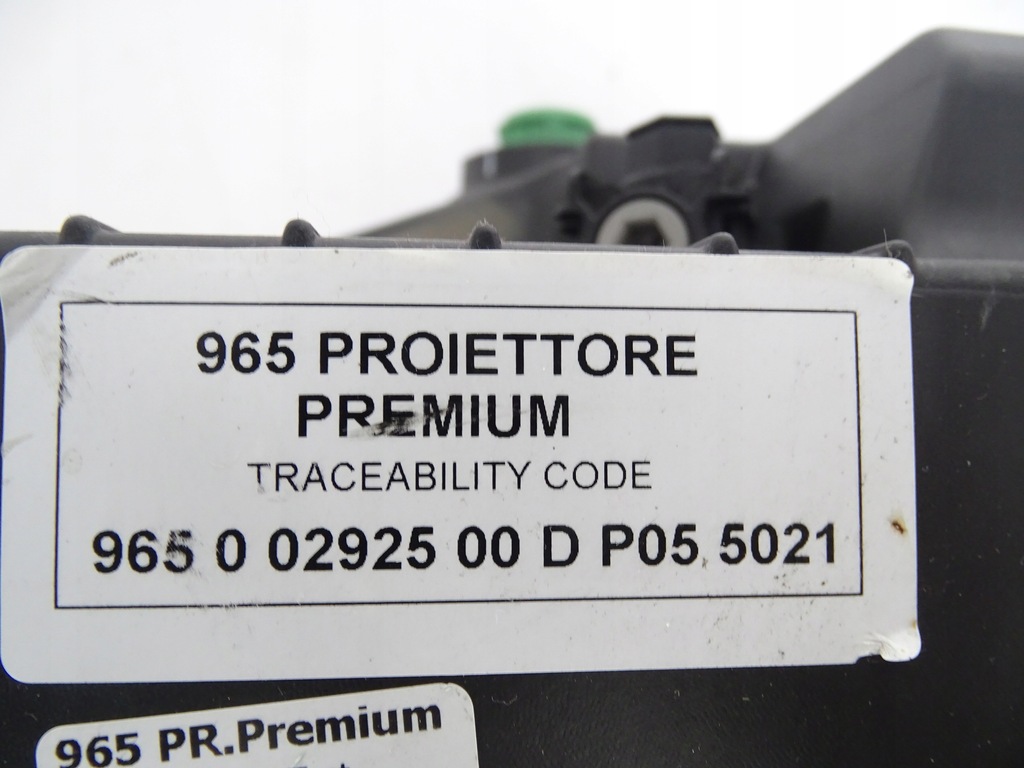 965 PROIETTORE
PREMIUM
TRACEABILITY CODE
965 0 02925 00 D P05 5021
965 PR.Premium